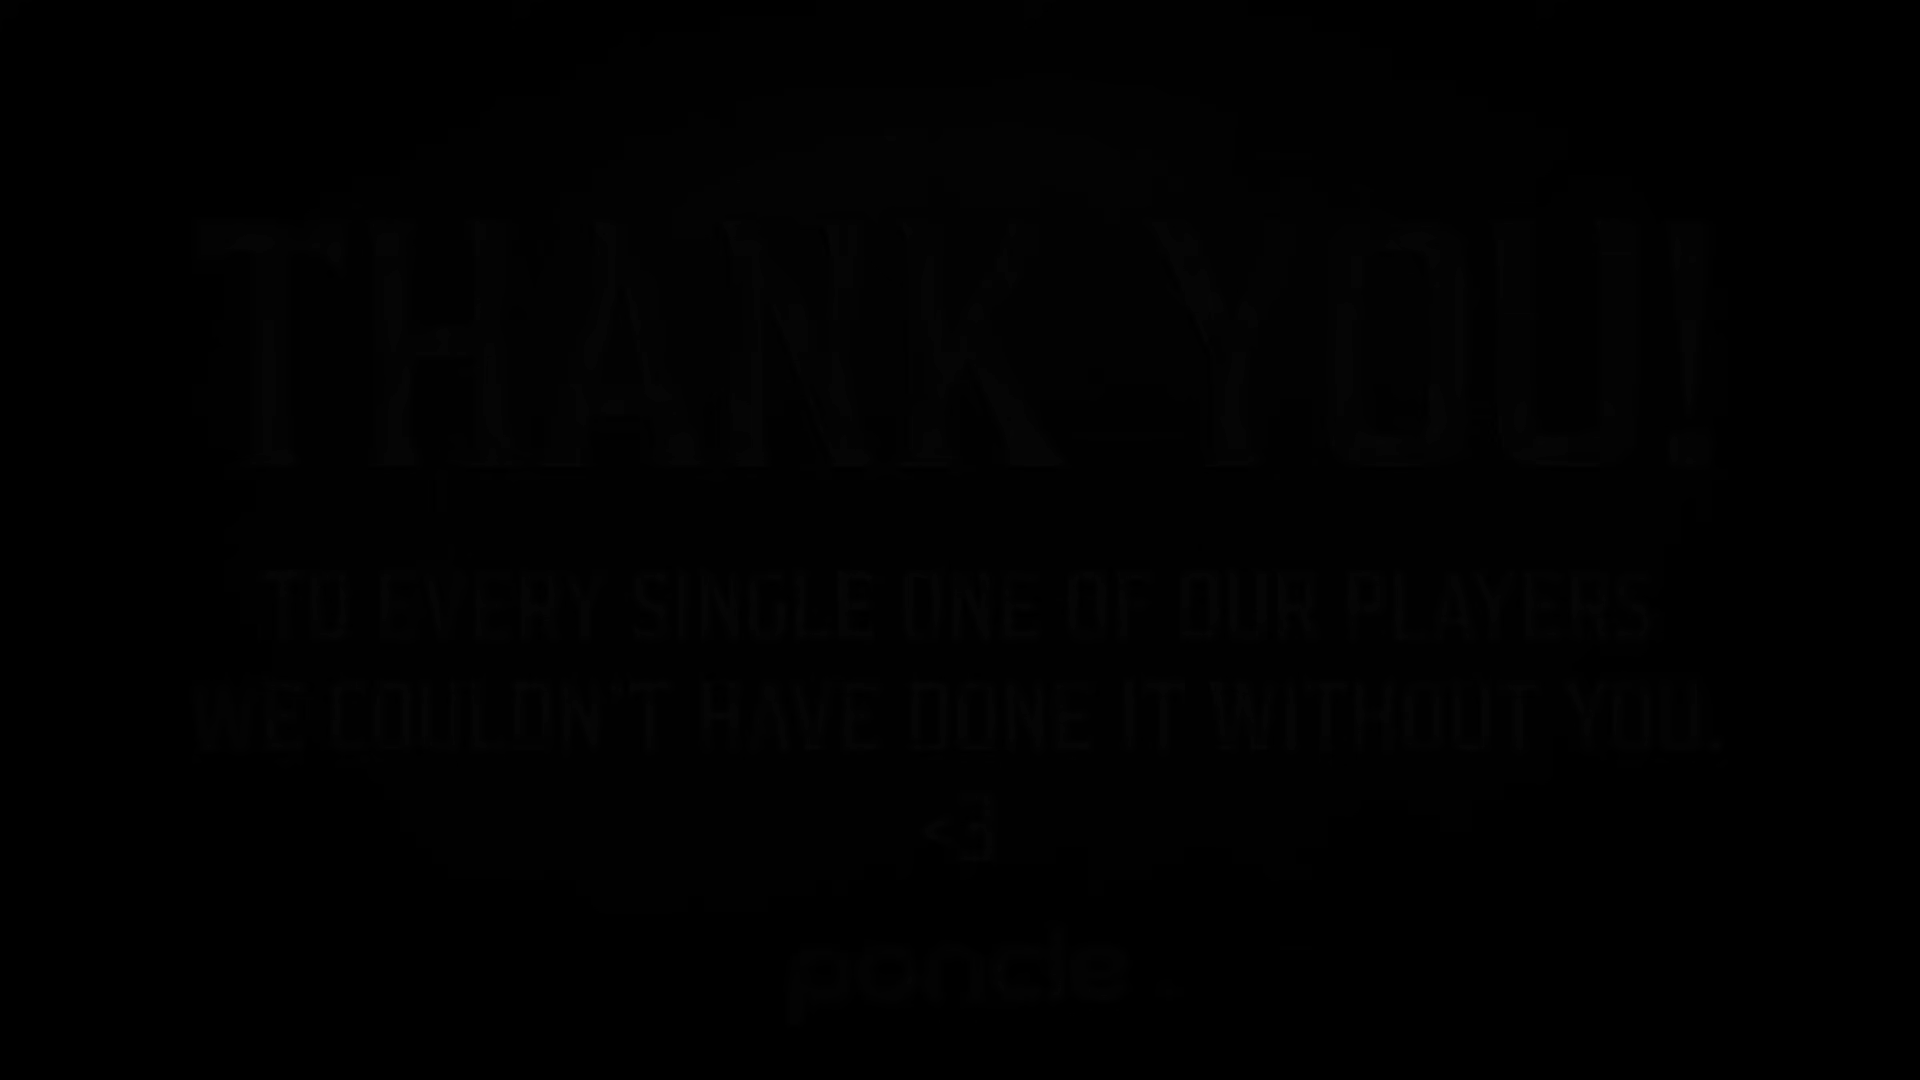 THANK YOU!
TO EVERY SINGLE ONE OF OUR PLAYERS
WE COULDN'T HAVE DONE IT WITHOUT YOU.
<3
poncle